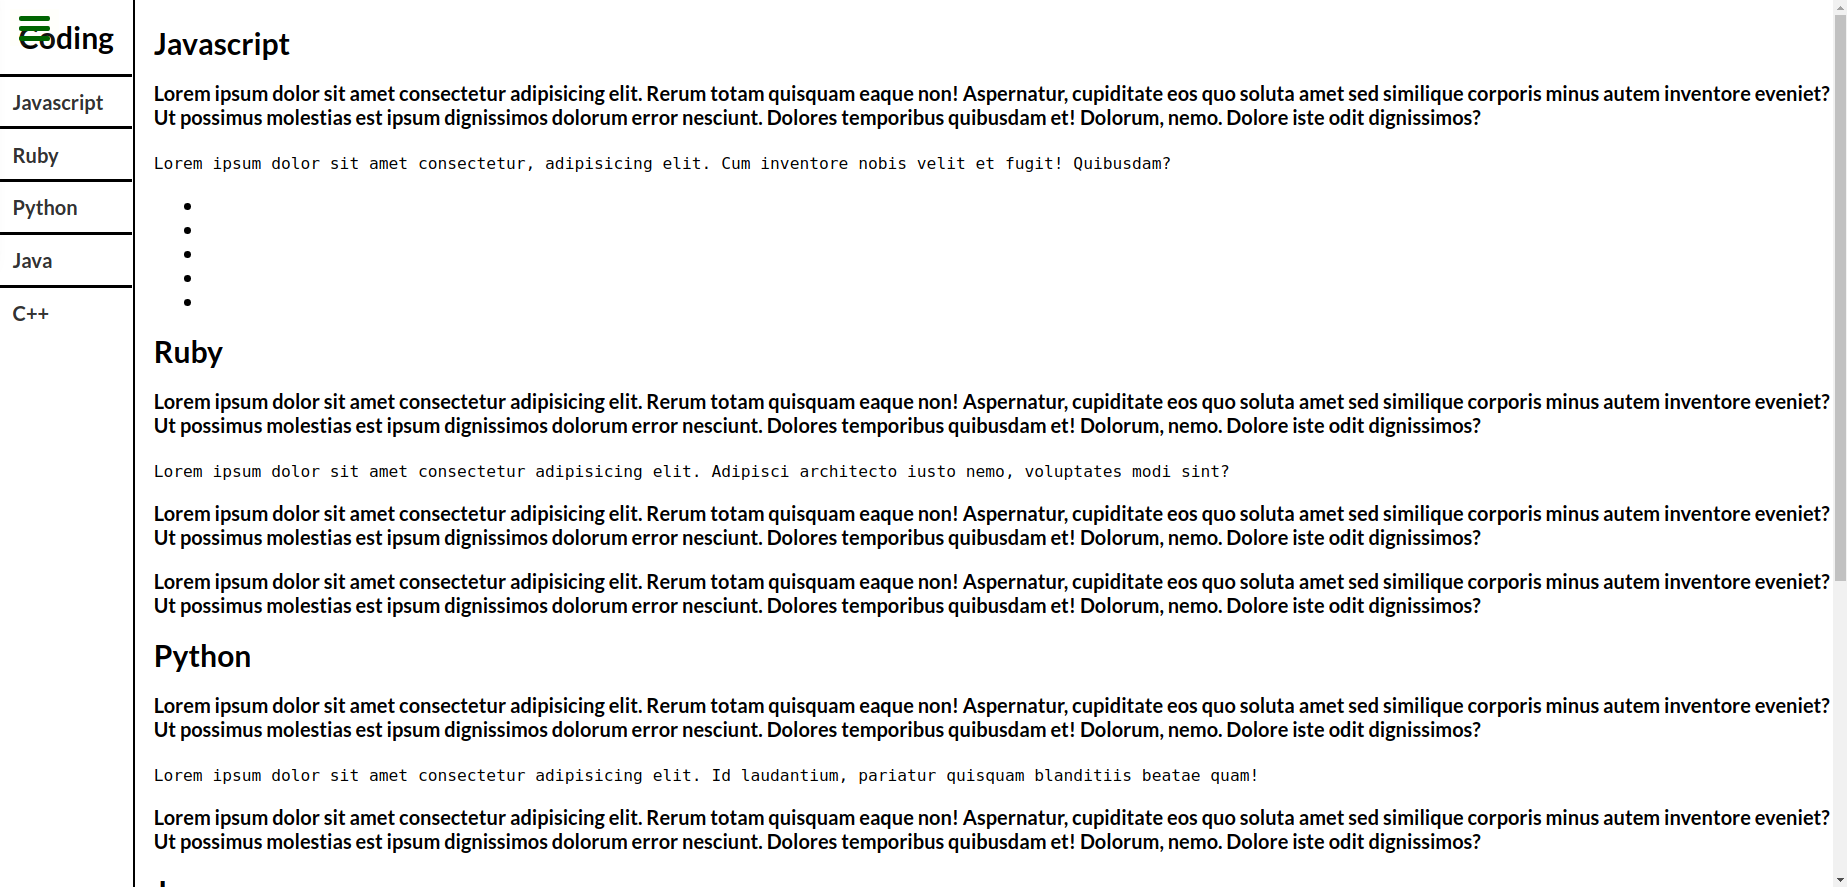 Coding
Javascript
Ruby
Python
Java
C++
Javascript
Lorem ipsum dolor sit amet consectetur adipisicing elit. Rerum totam quisquam eaque non! Aspernatur, cupiditate eos quo soluta amet sed similique corporis minus autem inventore eveniet?
Ut possimus molestias est ipsum dignissimos dolorum error nesciunt. Dolores temporibus quibusdam et! Dolorum, nemo. Dolore iste odit dignissimos?
Lorem ipsum dolor sit amet consectetur, adipisicing elit. Cum inventore nobis velit et fugit! Quibusdam?
Ruby
Lorem ipsum dolor sit amet consectetur adipisicing elit. Rerum totam quisquam eaque non! Aspernatur, cupiditate eos quo soluta amet sed similique corporis minus autem inventore eveniet?
Ut possimus molestias est ipsum dignissimos dolorum error nesciunt. Dolores temporibus quibusdam et! Dolorum, nemo. Dolore iste odit dignissimos?
Lorem ipsum dolor sit amet consectetur adipisicing elit. Adipisci architecto iusto nemo, voluptates modi sint?
Lorem ipsum dolor sit amet consectetur adipisicing elit. Rerum totam quisquam eaque non! Aspernatur, cupiditate eos quo soluta amet sed similique corporis minus autem inventore eveniet?
Ut possimus molestias est ipsum dignissimos dolorum error nesciunt. Dolores temporibus quibusdam et! Dolorum, nemo. Dolore iste odit dignissimos?
Lorem ipsum dolor sit amet consectetur adipisicing elit. Rerum totam quisquam eaque non! Aspernatur, cupiditate eos quo soluta amet sed similique corporis minus autem inventore eveniet?
Ut possimus molestias est ipsum dignissimos dolorum error nesciunt. Dolores temporibus quibusdam et! Dolorum, nemo. Dolore iste odit dignissimos?
Python
Lorem ipsum dolor sit amet consectetur adipisicing elit. Rerum totam quisquam eaque non! Aspernatur, cupiditate eos quo soluta amet sed similique corporis minus autem inventore eveniet?
Ut possimus molestias est ipsum dignissimos dolorum error nesciunt. Dolores temporibus quibusdam et! Dolorum, nemo. Dolore iste odit dignissimos?
Lorem ipsum dolor sit amet consectetur adipisicing elit. Id laudantium, pariatur quisquam blanditiis beatae quam!
Lorem ipsum dolor sit amet consectetur adipisicing elit. Rerum totam quisquam eaque non! Aspernatur, cupiditate eos quo soluta amet sed similique corporis minus autem inventore eveniet?
Ut possimus molestias est ipsum dignissimos dolorum error nesciunt. Dolores temporibus quibusdam et! Dolorum, nemo. Dolore iste odit dignissimos?